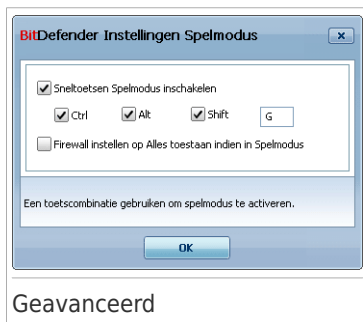 BitDefender Instellingen Spelmodus
Sneltoetsen Spelmodus inschakelen
Ctrl Alt Shift G
Firewall instellen op Alles toestaan indien in Spelmodus
Een toetscombinatie gebruiken om spelmodus te activeren.
OK
Geavanceerd